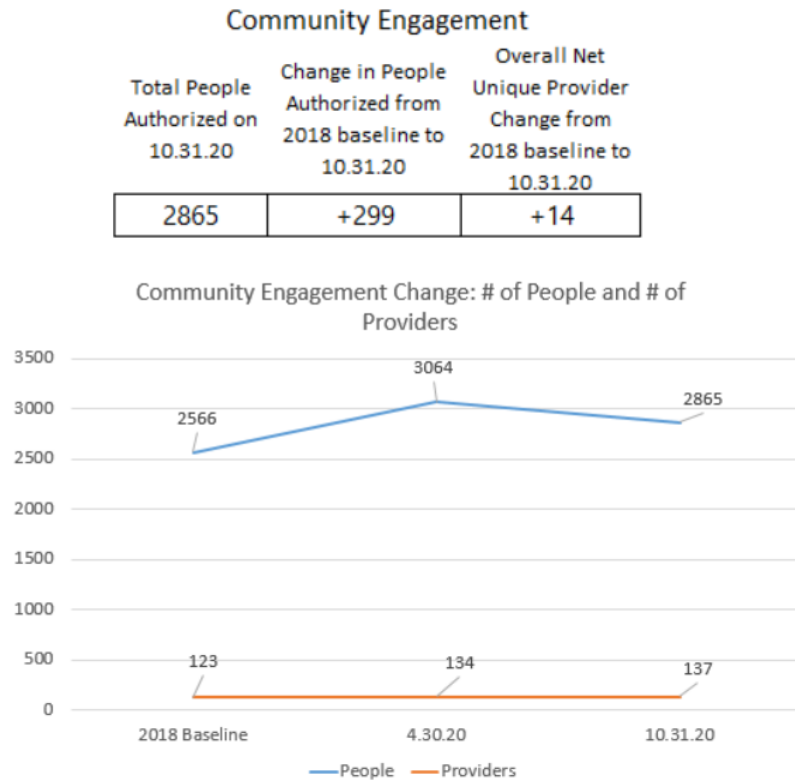 Community Engagement
Total People
Authorized on
10.31.20
Change in People
Authorized from
2018 baseline to
10.31.20
Overall Net
Unique Provider
Change from
2018 baseline to
10.31.20
2865 +299 +14
Community Engagement Change: # of People and # of
Providers
3500
3000
2500
2000
1500
1000
500
0
2566
3064
2865
123
134
137
2018 Baseline 4.30.20 10.31.20
People Providers